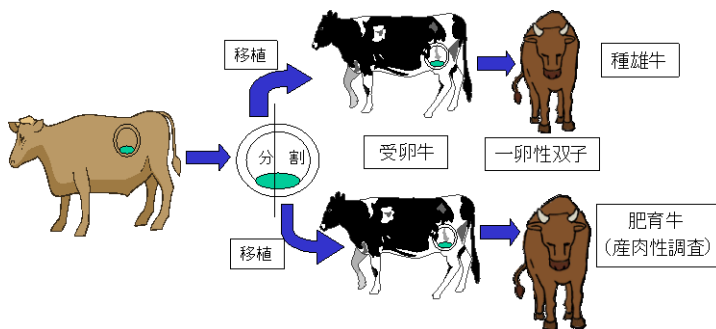 移植
種雄牛
分割
受卵牛
一卵性双子
移植
肥育牛
(産肉性調査)